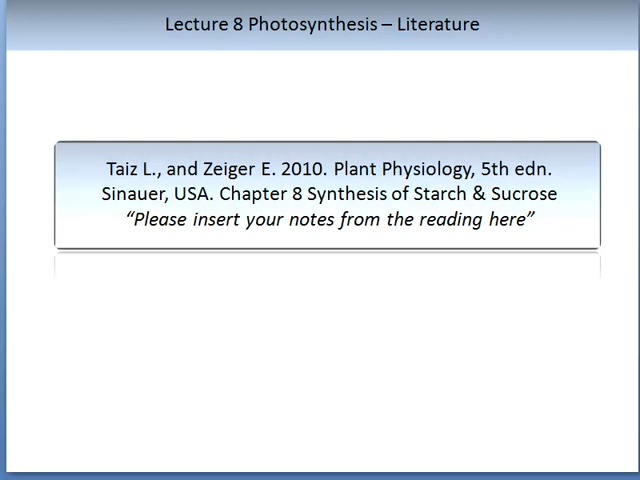 Lecture 8 Photosynthesis – Literature
Taiz L., and Zeiger E. 2010. Plant Physiology, 5th edn.
Sinauer, USA. Chapter 8 Synthesis of Starch & Sucrose
“Please insert your notes from the reading here”